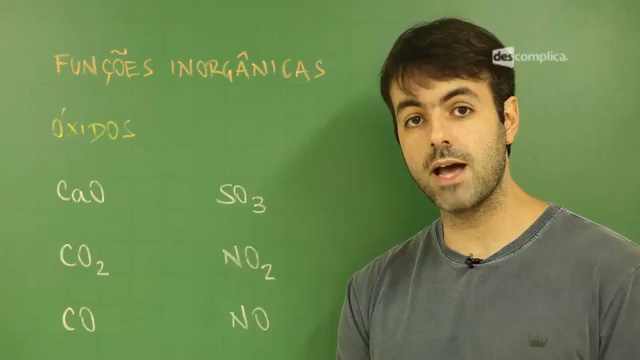 descomplica.
FUNÇÕES INORGÂNICAS
ÓXIDOS
CaO SO₃
CO₂ NO₂
CO NO